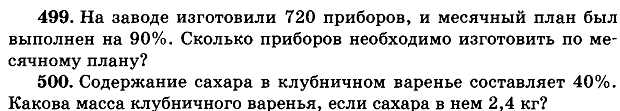 499. На заводе изготовили 720 приборов, и месячный план был
выполнен на 90%. Сколько приборов необходимо изготовить по ме-
сячному плану?
500. Содержание сахара в клубничном варенье составляет 40%.
Какова масса клубничного варенья, если сахара в нем 2,4 кг?